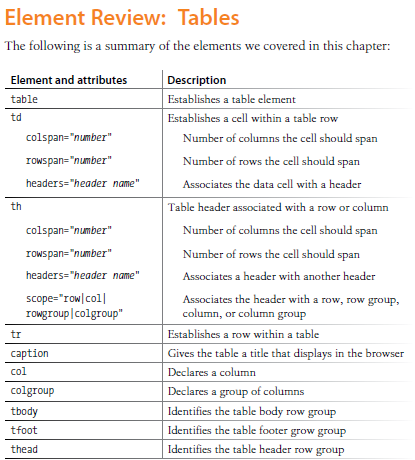 Element Review: Tables
The following is a summary of the elements we covered in this chapter:
Element and attributes Description
table Establishes a table element
td Establishes a cell within a table row
colspan="number" Number of columns the cell should span
rowspan="number" Number of rows the cell should span
headers="header name" Associates the data cell with a header
th Table header associated with a row or column
colspan="number" Number of columns the cell should span
rowspan="number" Number of rows the cell should span
headers="header name" Associates a header with another header
scope="row|col| Associates the header with a row, row group,
rowgroup|colgroup" column, or column group
tr Establishes a row within a table
caption Gives the table a title that displays in the browser
col Declares a column
colgroup Declares a group of columns
tbody Identifies the table body row group
tfoot Identifies the table footer grow group
thead Identifies the table header row group